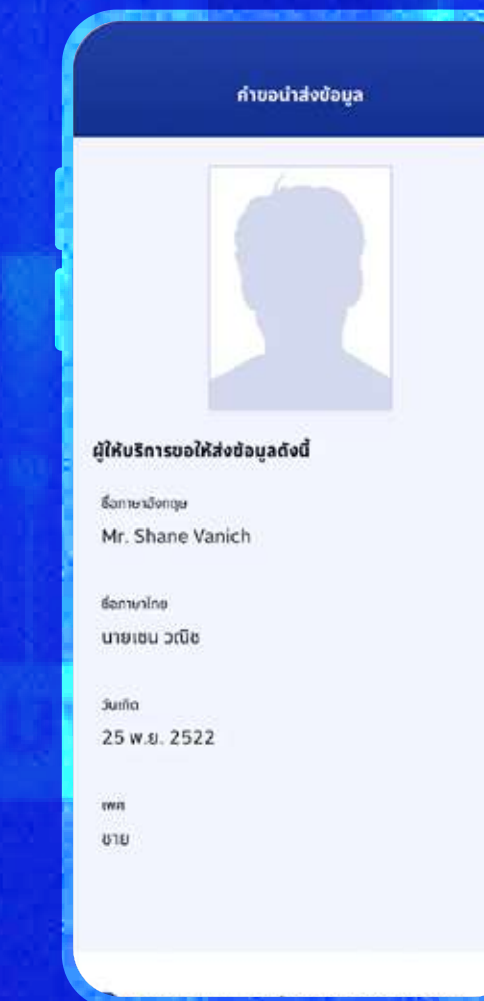 คำขอนำส่งข้อมูล
ผู้ให้บริการขอให้ส่งข้อมูลดังนี้
ชื่อภาษาอังกฤษ
Mr. Shane Vanich
ชื่อภาษาไทย
นายเชน วณิช
วันเกิด
25 พ.ย. 2522
เพศ
ชาย